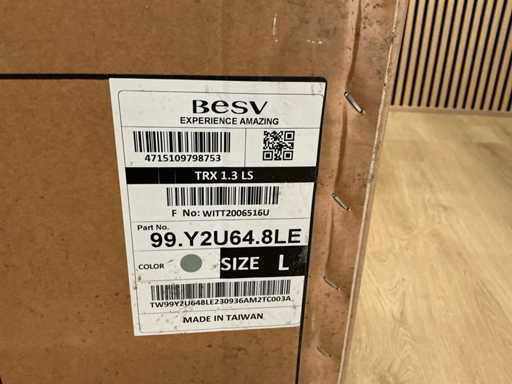 BESV
EXPERIENCE AMAZING
4715109798753
TRX 1.3 LS
F No: WITT2006516U
Part No.
99.Y2U64.8LE
COLOR SIZE L
TW99Y2U648LE230936AM2TC003A
MADE IN TAIWAN